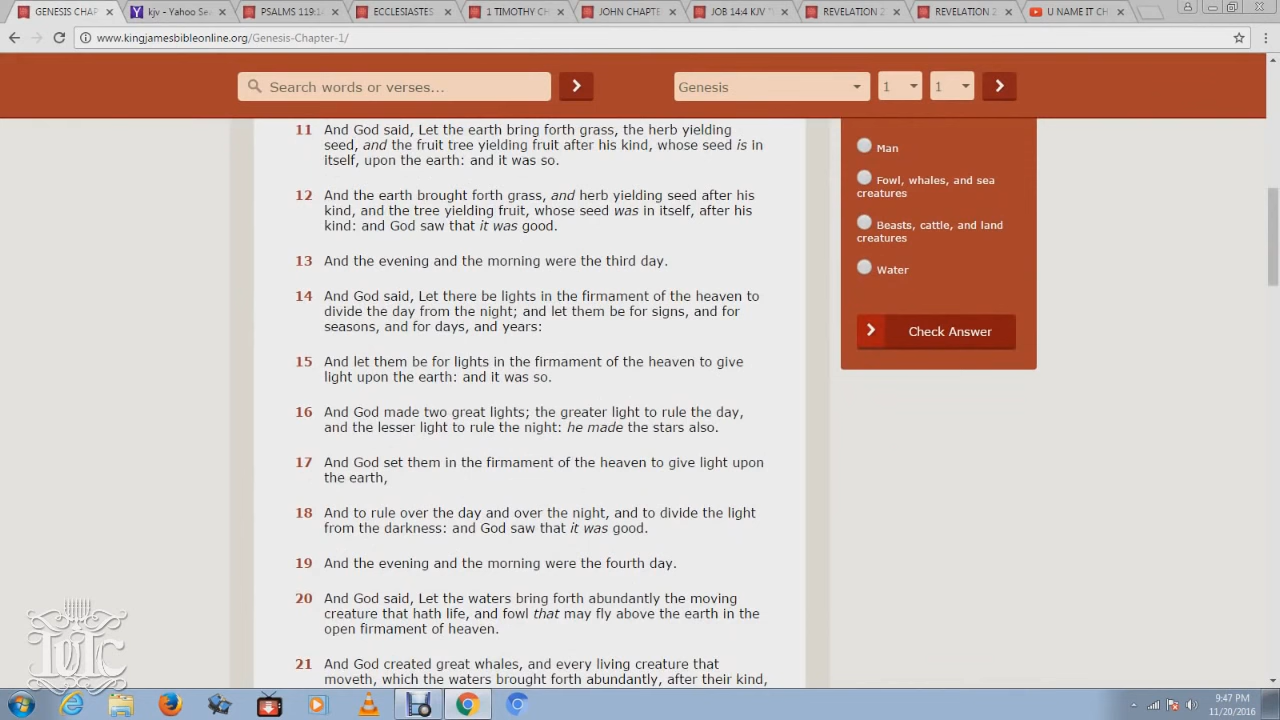 GENESIS CHAP
kjv - Yahoo Se
PSALMS 119:1
ECCLESIASTES
1 TIMOTHY CH
JOHN CHAPTE
JOB 14:4 KJV "
REVELATION 2
REVELATION 2
U NAME IT CH
www.kingjamesbibleonline.org/Genesis-Chapter-1/
Search words or verses...
Genesis
1
1
11 And God said, Let the earth bring forth grass, the herb yielding
seed, and the fruit tree yielding fruit after his kind, whose seed is in
itself, upon the earth: and it was so.
12 And the earth brought forth grass, and herb yielding seed after his
kind, and the tree yielding fruit, whose seed was in itself, after his
kind: and God saw that it was good.
13 And the evening and the morning were the third day.
14 And God said, Let there be lights in the firmament of the heaven to
divide the day from the night; and let them be for signs, and for
seasons, and for days, and years:
15 And let them be for lights in the firmament of the heaven to give
light upon the earth: and it was so.
16 And God made two great lights; the greater light to rule the day,
and the lesser light to rule the night: he made the stars also.
17 And God set them in the firmament of the heaven to give light upon
the earth,
18 And to rule over the day and over the night, and to divide the light
from the darkness: and God saw that it was good.
19 And the evening and the morning were the fourth day.
20 And God said, Let the waters bring forth abundantly the moving
creature that hath life, and fowl that may fly above the earth in the
open firmament of heaven.
21 And God created great whales, and every living creature that
moveth, which the waters brought forth abundantly, after their kind,
Man
Fowl, whales, and sea
creatures
Beasts, cattle, and land
creatures
Water
Check Answer
IUIC
9:47 PM
11/20/2016